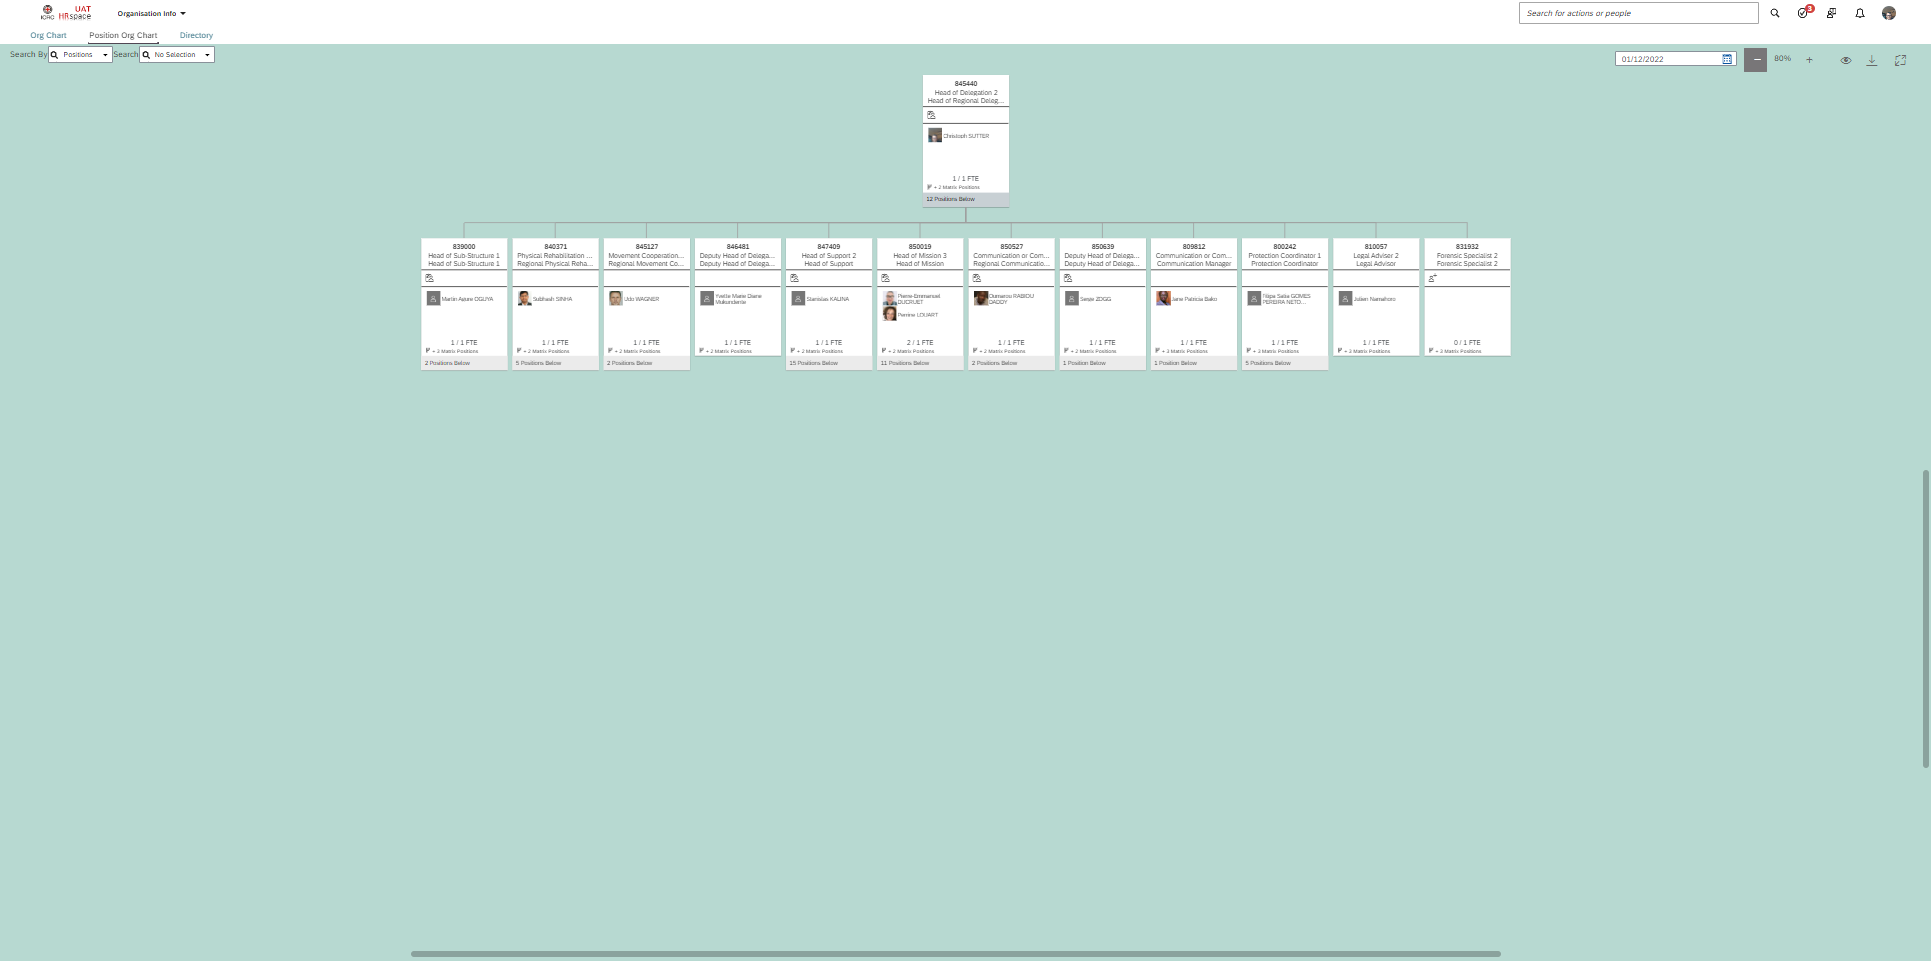 ICRC
UAT
HRspace
Organisation Info
Search for actions or people
3
Org Chart
Position Org Chart
Directory
Search By
Positions
Search
No Selection
01/12/2022
80%
845440
Head of Delegation 2
Head of Regional Deleg...
Christoph SUTTER
1 / 1 FTE
+ 2 Matrix Positions
12 Positions Below
839000
Head of Sub-Structure 1
Head of Sub-Structure 1
Martin Ajiure OGUYA
1 / 1 FTE
+ 3 Matrix Positions
2 Positions Below
840371
Physical Rehabilitation ...
Regional Physical Reha...
Subhash SINHA
1 / 1 FTE
+ 2 Matrix Positions
5 Positions Below
845127
Movement Cooperation...
Regional Movement Co...
Udo WAGNER
1 / 1 FTE
+ 2 Matrix Positions
2 Positions Below
846481
Deputy Head of Delega...
Deputy Head of Delega...
Yvette Marie Diane
Mukundente
1 / 1 FTE
+ 2 Matrix Positions
847409
Head of Support 2
Head of Support
Stanislas KALINA
1 / 1 FTE
+ 2 Matrix Positions
15 Positions Below
850019
Head of Mission 3
Head of Mission
Pierre-Emmanuel
DUCRUET
Perrine LOUART
2 / 1 FTE
+ 2 Matrix Positions
11 Positions Below
850527
Communication or Com...
Regional Communicatio...
Oumarou RABIOU
DADDY
1 / 1 FTE
+ 2 Matrix Positions
2 Positions Below
850639
Deputy Head of Delega...
Deputy Head of Delega...
ZOGG
1 / 1 FTE
+ 2 Matrix Positions
1 Position Below
809812
Communication or Com...
Communication Manager
Jane Patricia Bako
1 / 1 FTE
+ 3 Matrix Positions
1 Position Below
800242
Protection Coordinator 1
Protection Coordinator
Satia GOMES
PEREIRA NETO...
1 / 1 FTE
+ 2 Matrix Positions
5 Positions Below
810057
Legal Adviser 2
Legal Advisor
Julien
1 / 1 FTE
+ 3 Matrix Positions
831932
Forensic Specialist 2
Forensic Specialist 2
0 / 1 FTE
+ 3 Matrix Positions